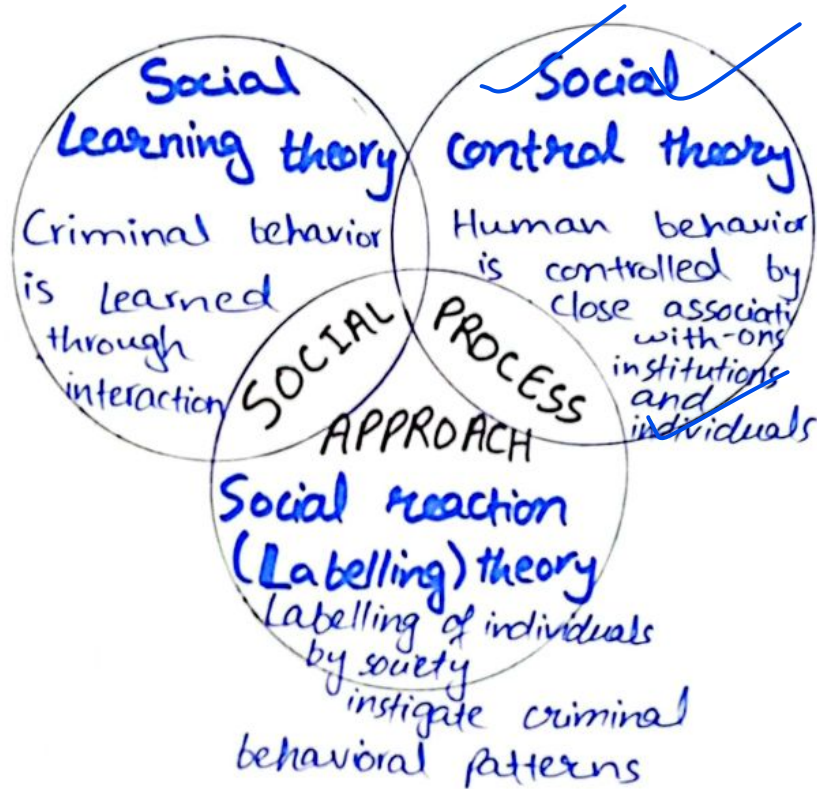 Social
Learning theory
Criminal behavior
is learned
through
interaction
Social
control theory
Human behavior
is controlled by
close associati
with-ons
institutions
and
individuals
SOCIAL PROCESS
APPROACH
Social reaction
(Labelling) theory
Labelling of individuals
by society
instigate criminal
behavioral patterns